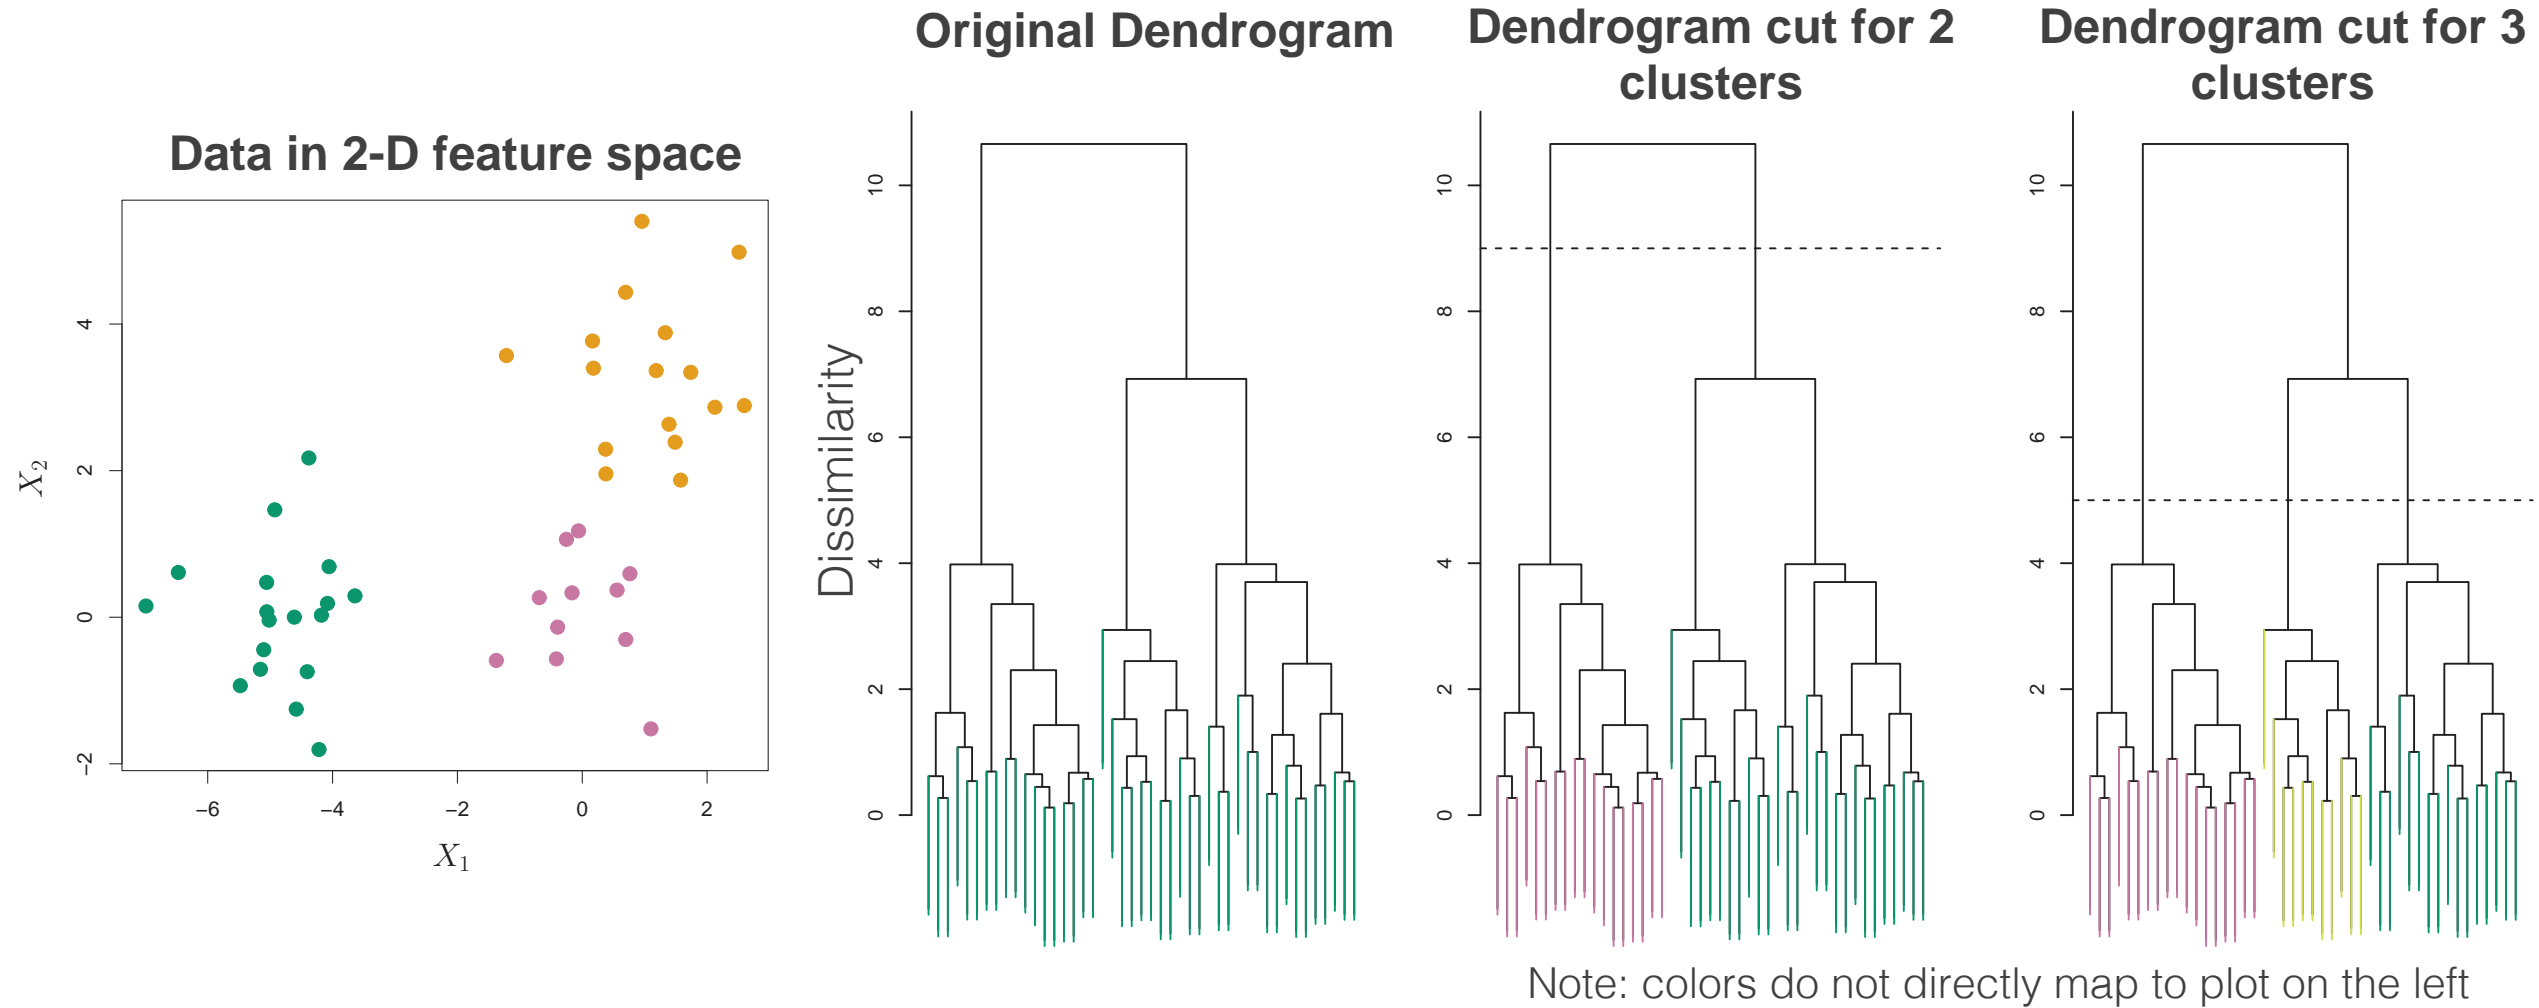 Original Dendrogram
Dendrogram cut for 2
clusters
Dendrogram cut for 3
clusters
Data in 2-D feature space
X2
4
2
0
−2
−6
−4
−2
0
2
X1
Dissimilarity
10
8
6
4
2
0
10
8
6
4
2
0
10
8
6
4
2
0
Note: colors do not directly map to plot on the left